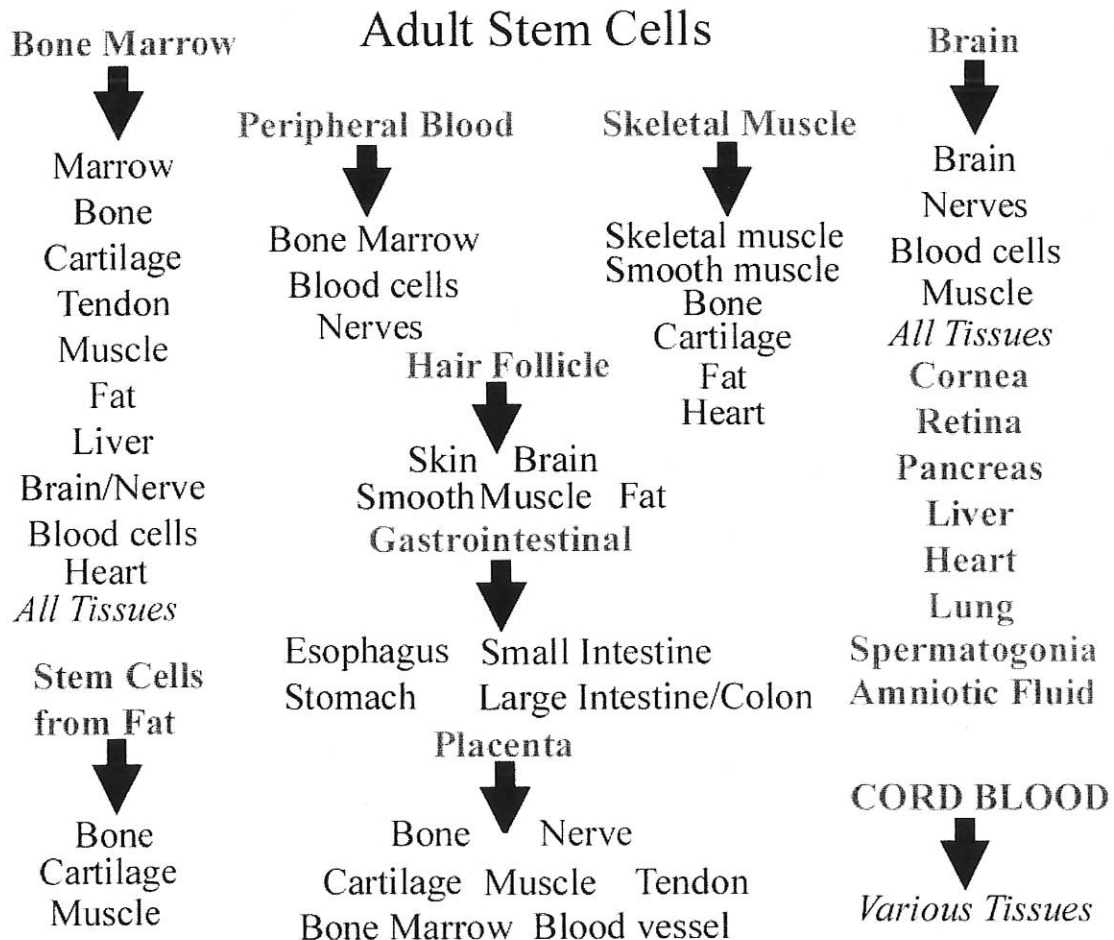 Adult Stem Cells
Bone Marrow
Marrow
Bone
Cartilage
Tendon
Muscle
Fat
Liver
Brain/Nerve
Blood cells
Heart
All Tissues
Stem Cells
from Fat
Bone
Cartilage
Muscle
Peripheral Blood
Bone Marrow
Blood cells
Nerves
Hair Follicle
Skin Brain
Smooth Muscle Fat
Gastrointestinal
Esophagus Small Intestine
Stomach Large Intestine/Colon
Placenta
Bone Nerve
Cartilage Muscle Tendon
Bone Marrow Blood vessel
Skeletal Muscle
Skeletal muscle
Smooth muscle
Bone
Cartilage
Fat
Heart
Brain
Brain
Nerves
Blood cells
Muscle
All Tissues
Cornea
Retina
Pancreas
Liver
Heart
Lung
Spermatogonia
Amniotic Fluid
CORD BLOOD
Various Tissues